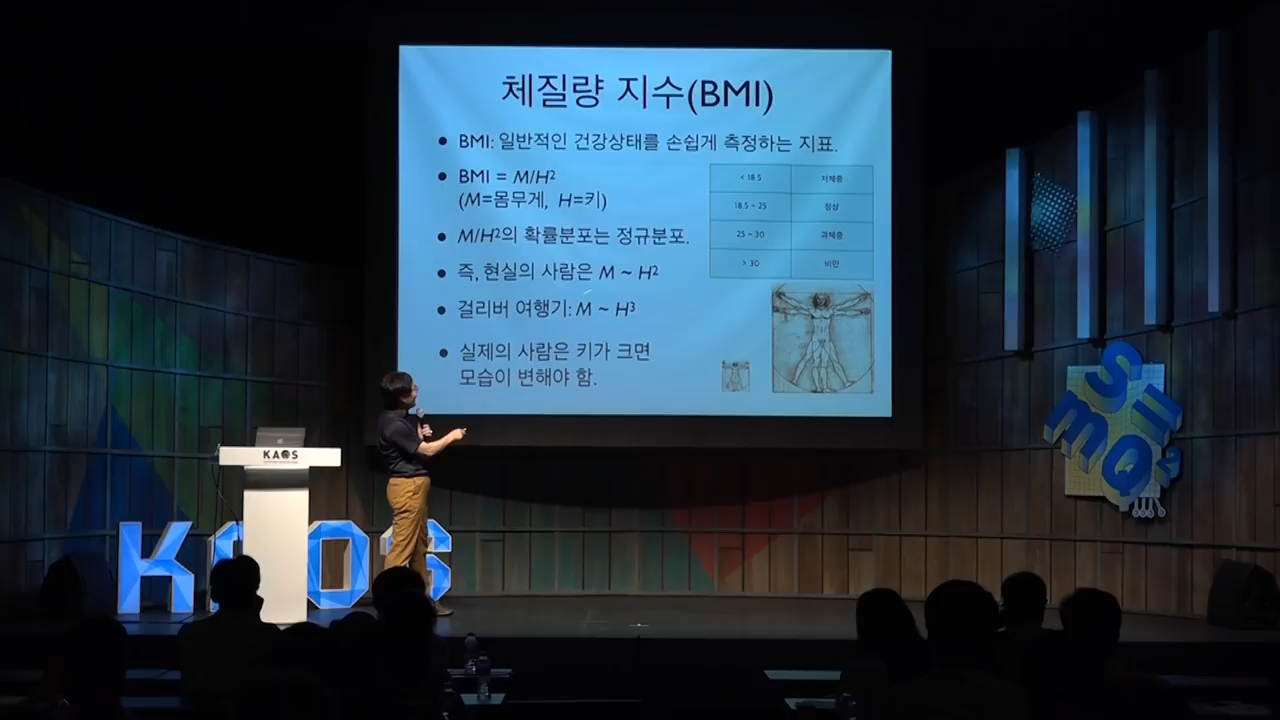 체질량 지수(BMI)
• BMI: 일반적인 건강상태를 손쉽게 측정하는 지표.
• BMI = M/H²
(M=몸무게, H=키)
• M/H²의 확률분포는 정규분포.
• 즉, 현실의 사람은 M ~ H²
• 걸리버 여행기: M ~ H³
• 실제의 사람은 키가 크면
모습이 변해야 함.
< 18.5 저체중
18.5 ~ 25 정상
25 ~ 30 과체중
> 30 비만
KAOS
KAOS